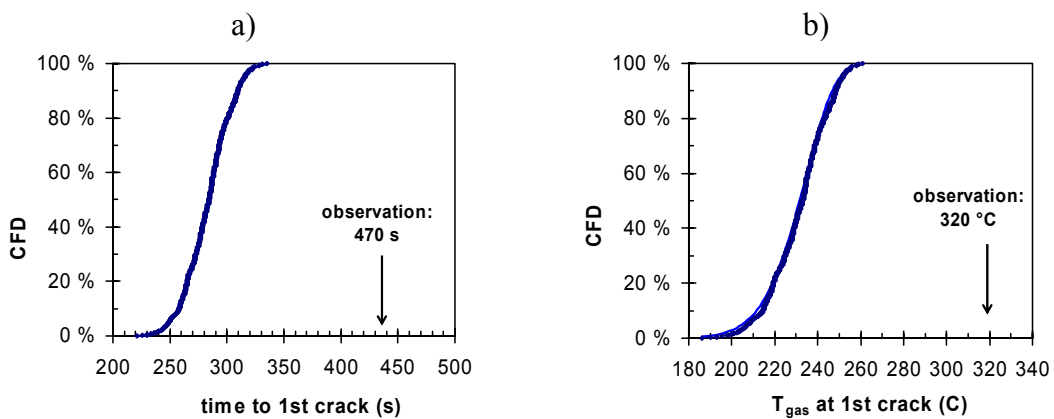 a)
100 %
80 %
60 %
40 %
20 %
0 %
CFD
observation:
470 s
200 250 300 350 400 450 500
time to 1st crack (s)
b)
100 %
80 %
60 %
40 %
20 %
0 %
CFD
observation:
320 °C
180 200 220 240 260 280 300 320 340
Tgas at 1st crack (C)